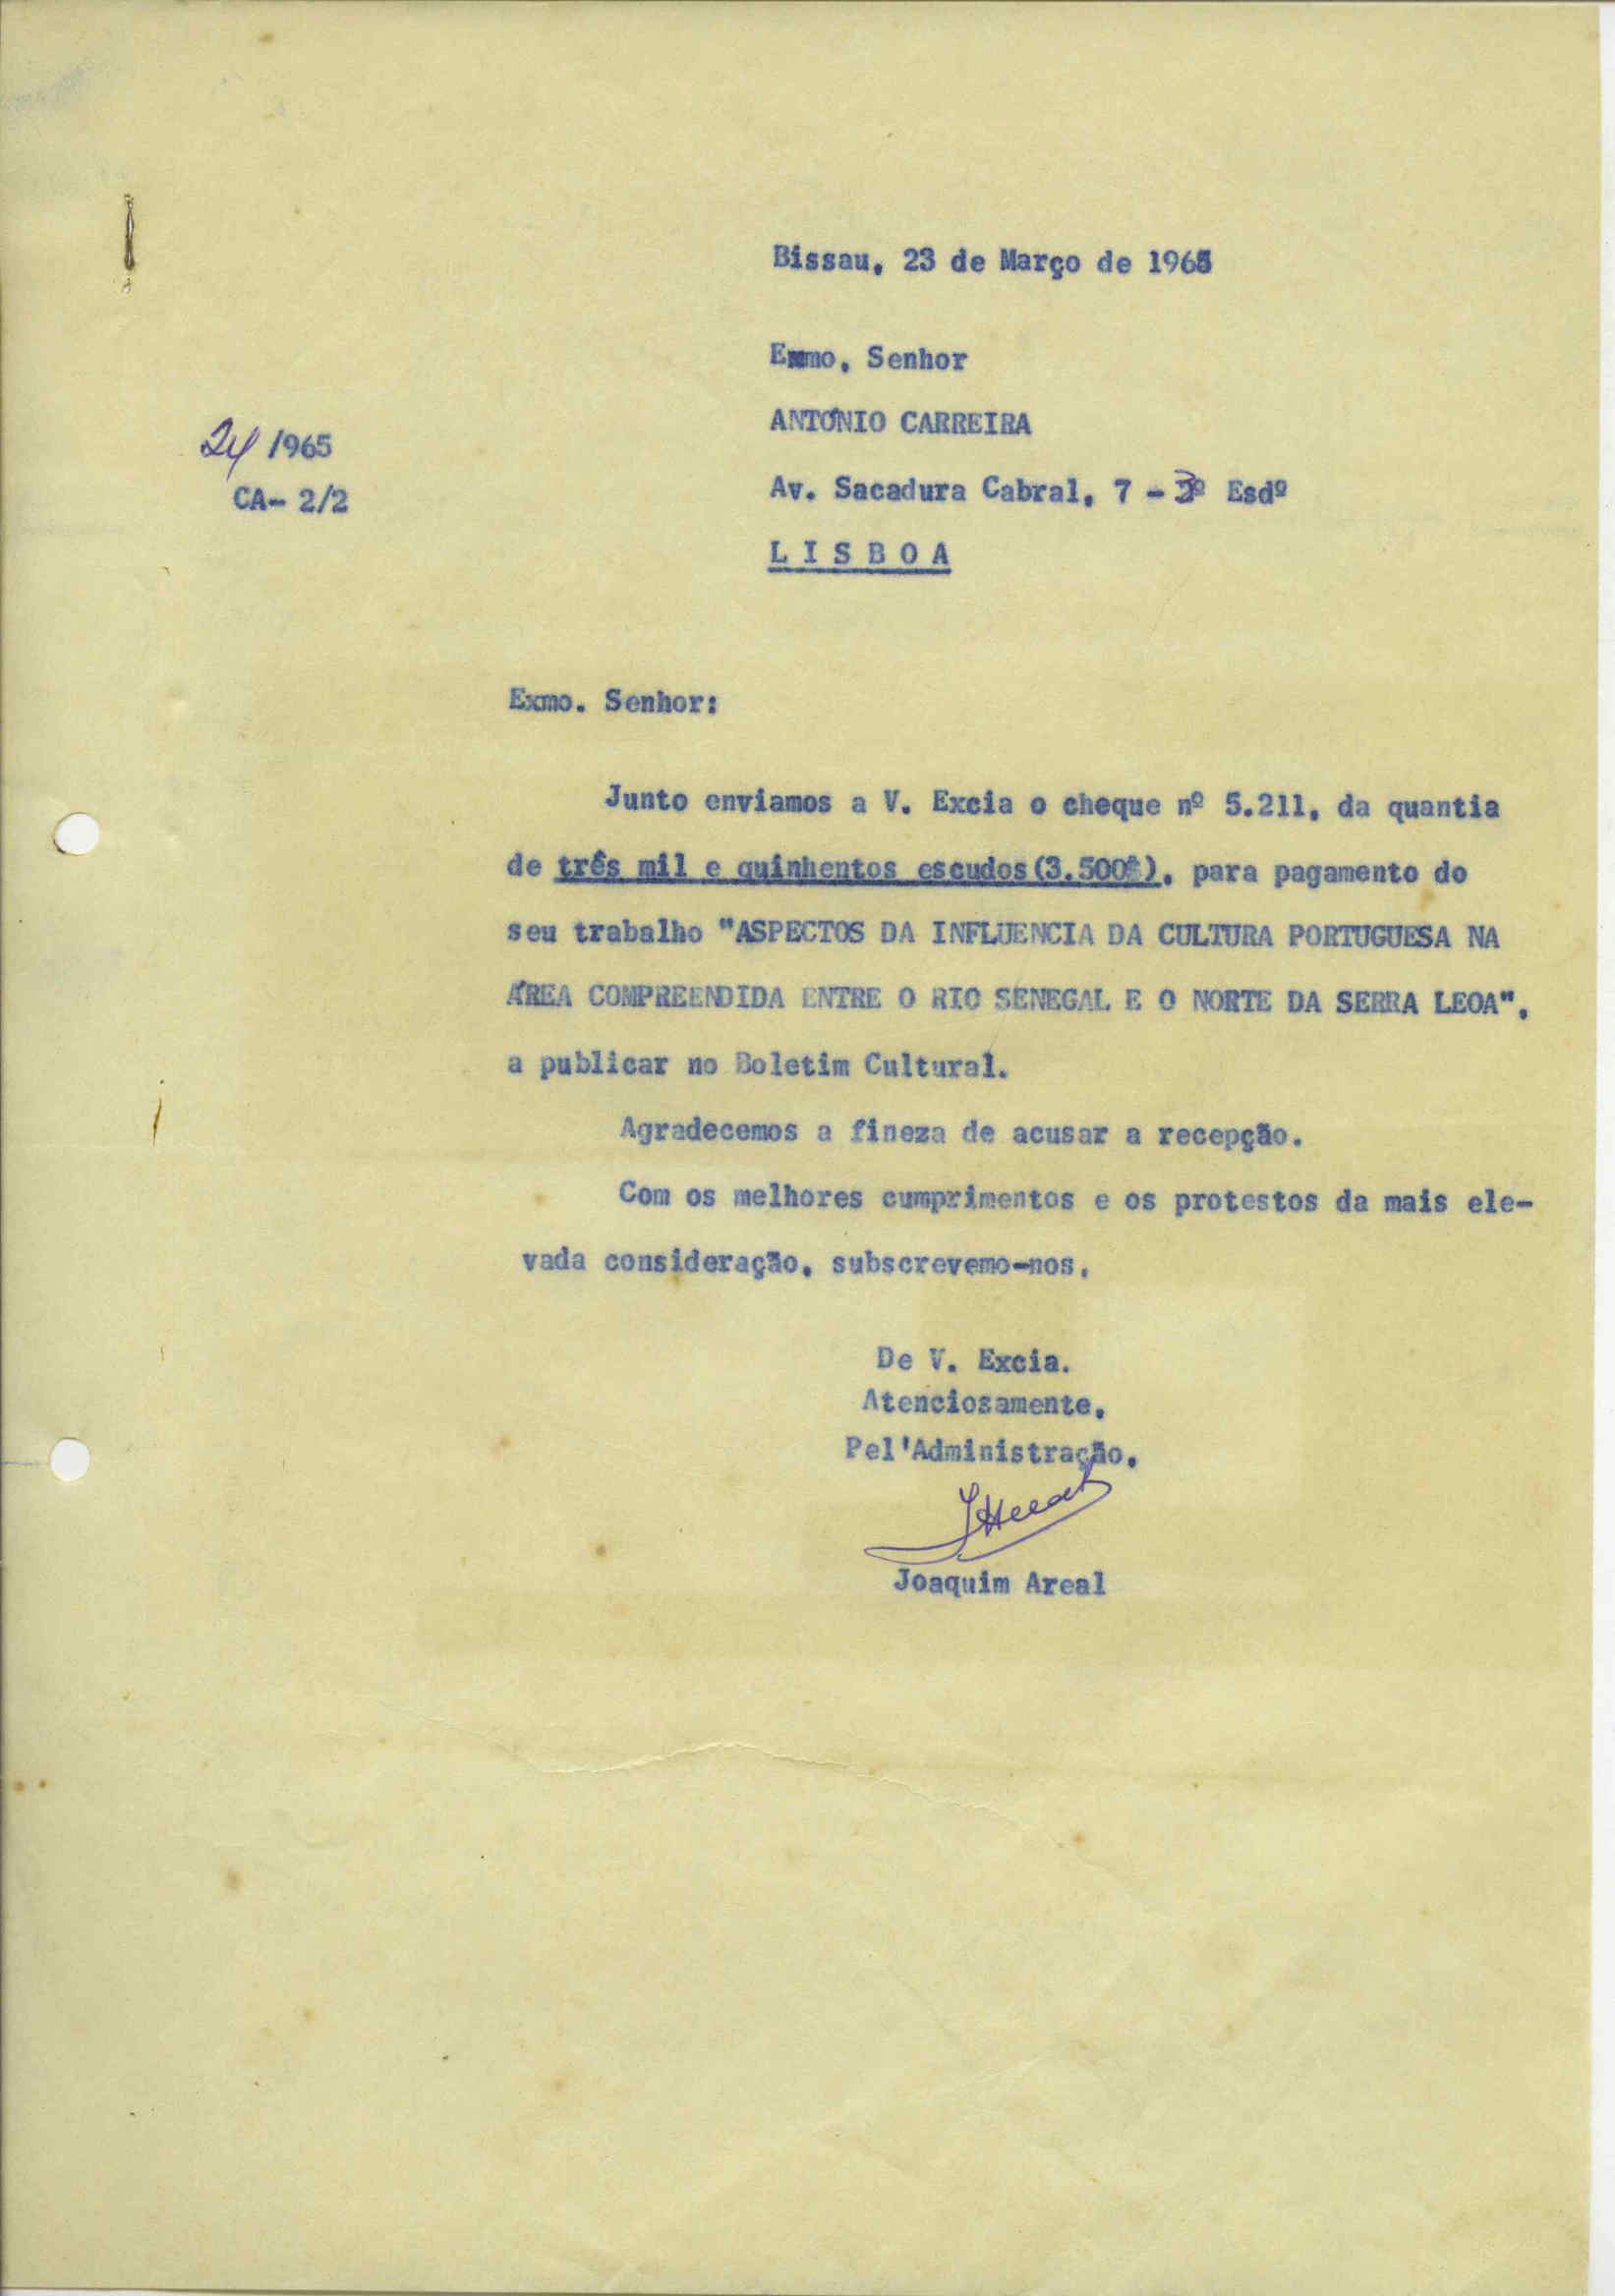 Bissau, 23 de Março de 1965
Exmo. Senhor
ANTÓNIO CARREIRA
24/965
CA- 2/2
Av. Sacadura Cabral, 7 - 3º Esdº
LISBOA
Exmo. Senhor:
Junto enviamos a V. Excia o cheque nº 5.211, da quantia
de três mil e quinhentos escudos(3.500$), para pagamento do
seu trabalho "ASPECTOS DA INFLUENCIA DA CULTURA PORTUGUESA NA
ÁREA COMPREENDIDA ENTRE O RIO SENEGAL E O NORTE DA SERRA LEOA",
a publicar no Boletim Cultural.
Agradecemos a fineza de acusar a recepção.
Com os melhores cumprimentos e os protestos da mais ele-
vada consideração, subscrevemo-nos,
De V. Excia.
Atenciosamente,
Pel'Administração,
JAreal
Joaquim Areal